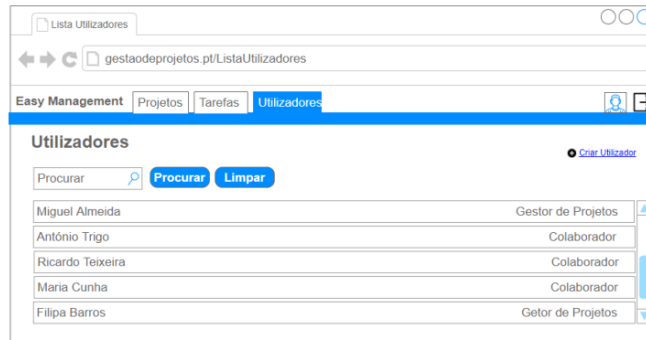 Lista Utilizadores
gestaodeprojetos.pt/ListaUtilizadores
Easy Management Projetos Tarefas Utilizadores
Utilizadores
Criar Utilizador
Procurar Procurar Limpar
Miguel Almeida Gestor de Projetos
António Trigo Colaborador
Ricardo Teixeira Colaborador
Maria Cunha Colaborador
Filipa Barros Getor de Projetos